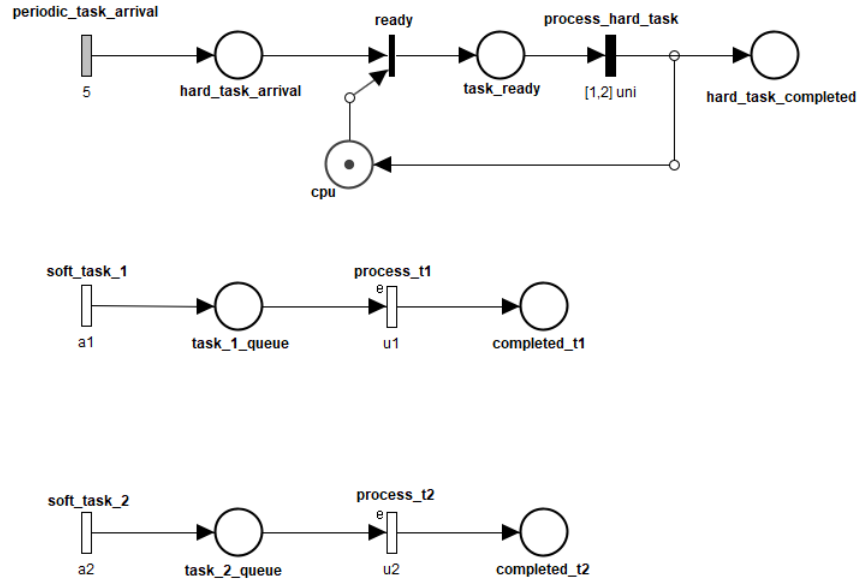 periodic_task_arrival
ready
process_hard_task
hard_task_arrival
task_ready
hard_task_completed
5
[1,2] uni
cpu
soft_task_1
process_t1
e
a1
task_1_queue
u1
completed_t1
soft_task_2
process_t2
e
a2
task_2_queue
u2
completed_t2